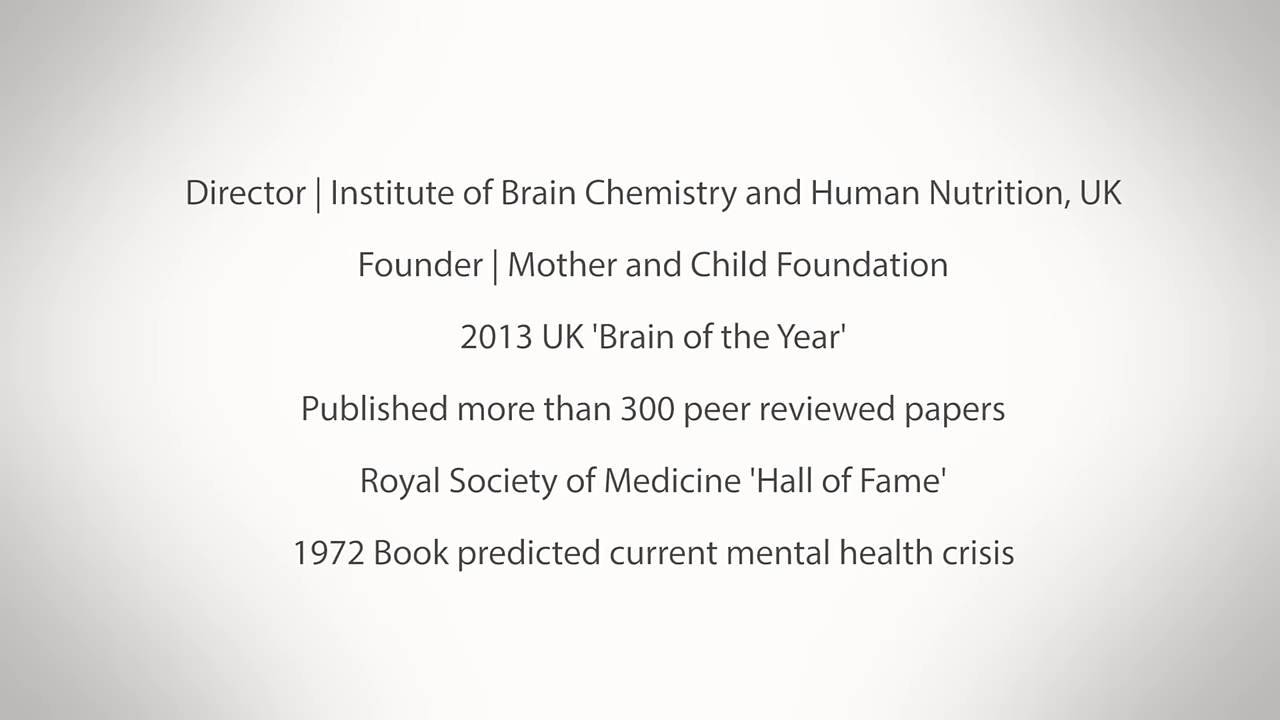 Director | Institute of Brain Chemistry and Human Nutrition, UK
Founder | Mother and Child Foundation
2013 UK 'Brain of the Year'
Published more than 300 peer reviewed papers
Royal Society of Medicine 'Hall of Fame'
1972 Book predicted current mental health crisis